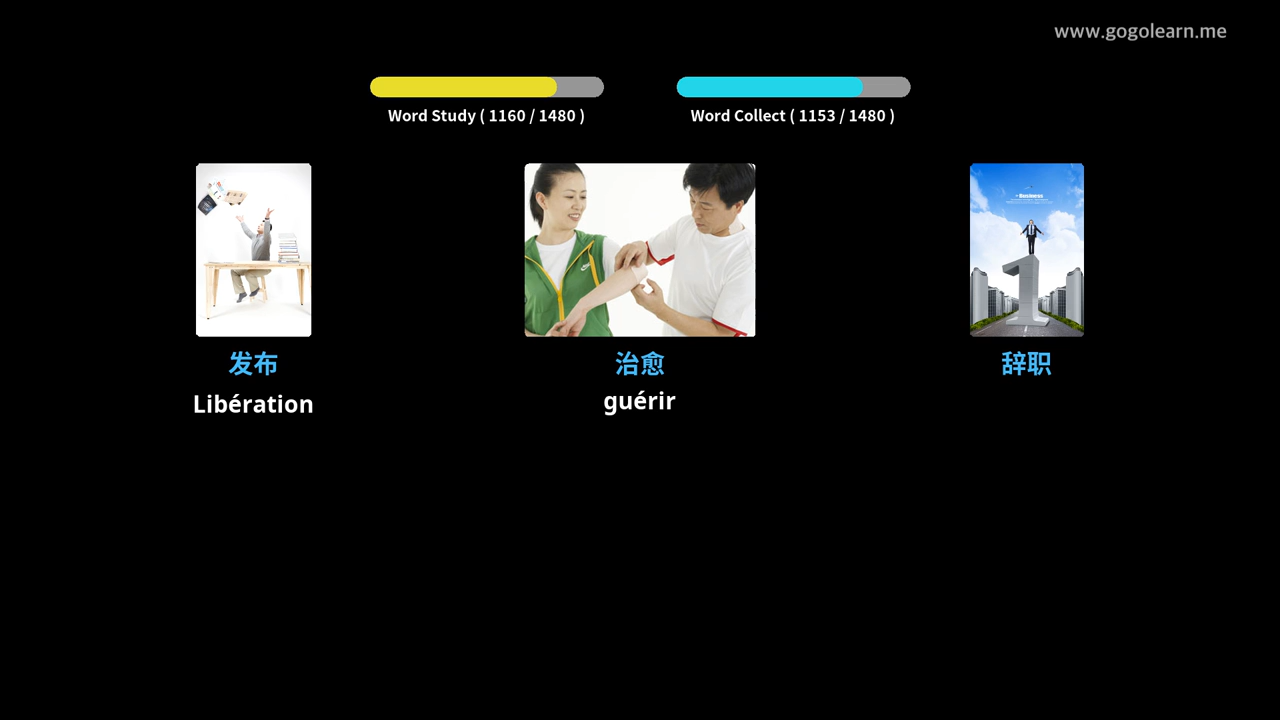 www.gogolearn.me
Word Study ( 1160 / 1480 )
Word Collect ( 1153 / 1480 )
Business
发布
治愈
辞职
Libération
guérir